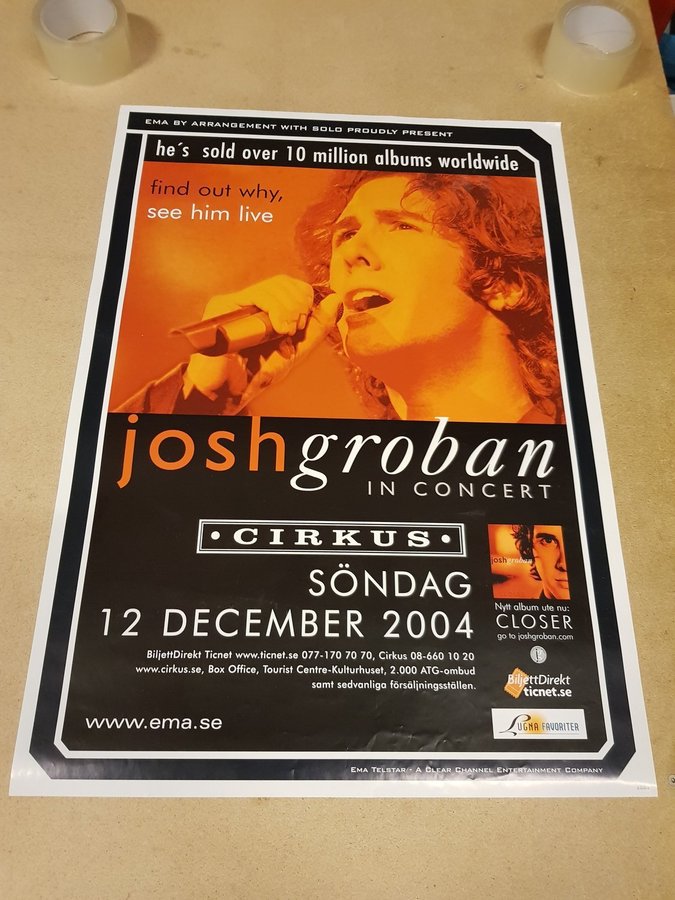 EMA BY ARRANGEMENT WITH SOLO PROUDLY PRESENT
he´s sold over 10 million albums worldwide
find out why,
see him live
joshgroban
IN CONCERT
• CIRKUS •
SÖNDAG
12 DECEMBER 2004
BiljettDirekt Ticnet www.ticnet.se 077-170 70 70, Cirkus 08-660 10 20
www.cirkus.se, Box Office, Tourist Centre-Kulturhuset, 2.000 ATG-ombud
samt sedvanliga försäljningsställen.
joshgroban
Nytt album ute nu:
CLOSER
go to joshgroban.com
BiljettDirekt
ticnet.se
LUGNA FAVORITER
www.ema.se
EMA TELSTAR • A CLEAR CHANNEL ENTERTAINMENT COMPANY